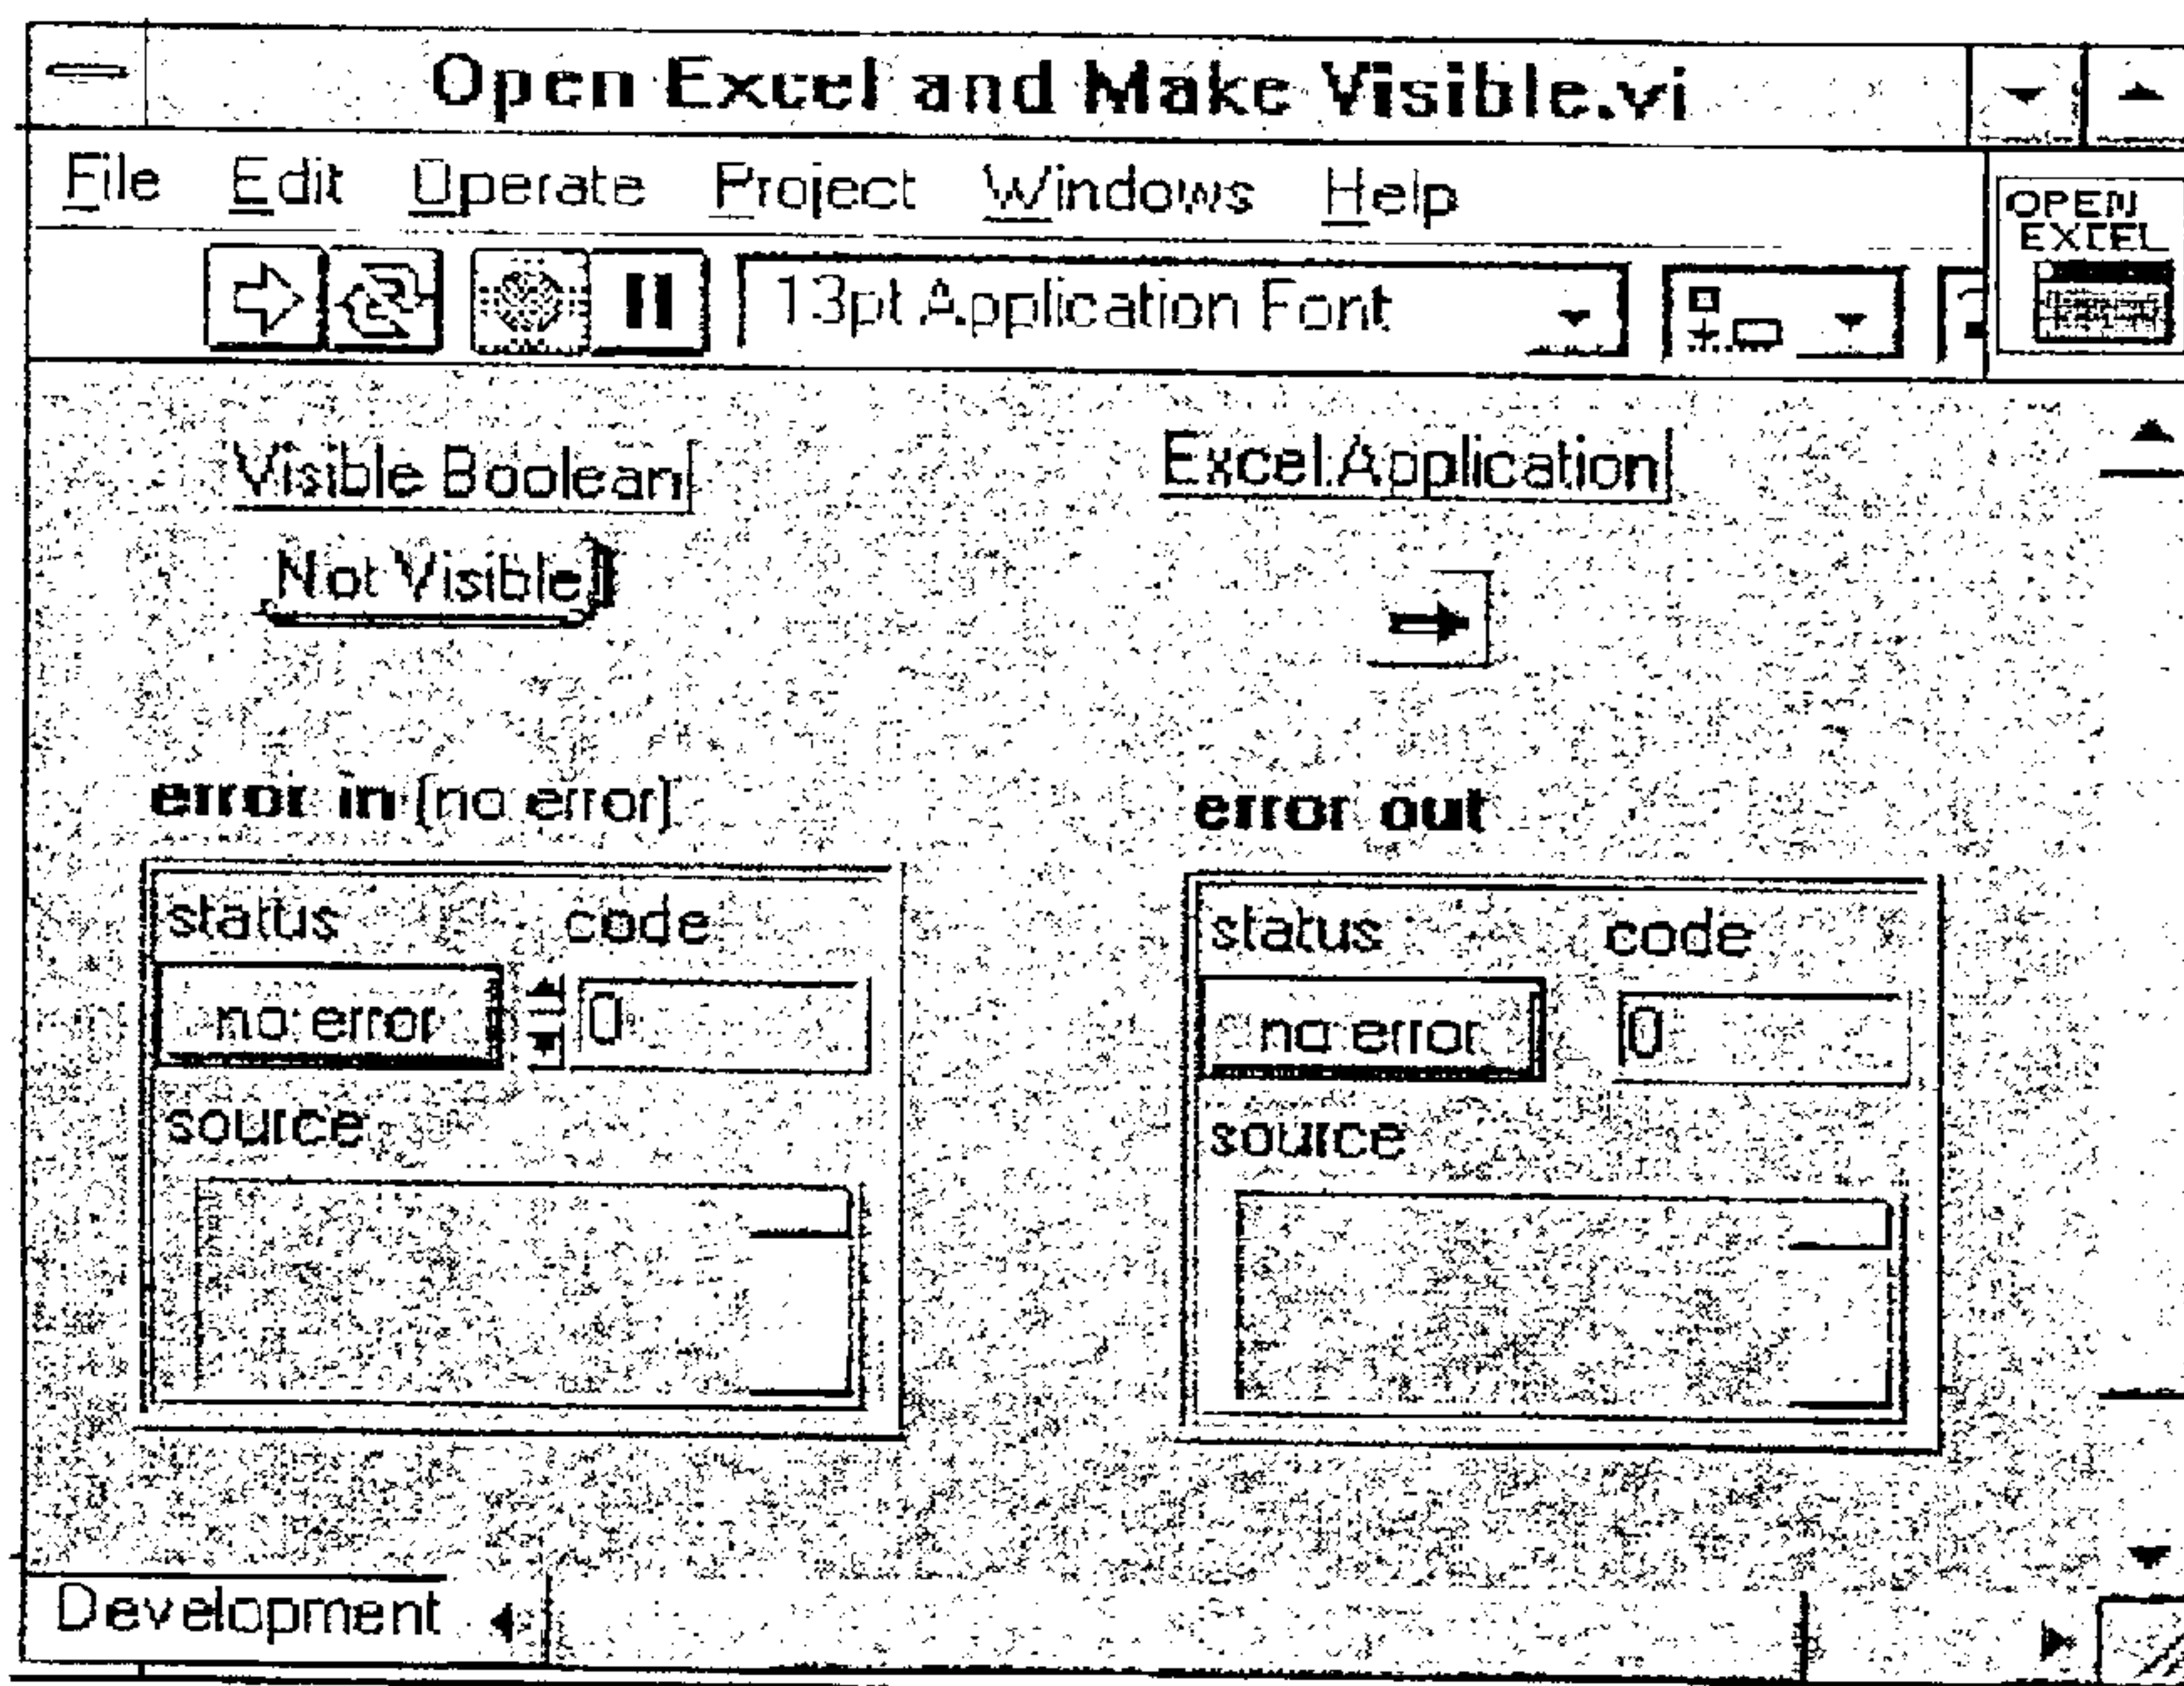 Open Excel and Make Visible.vi
File Edit Operate Project Windows Help
OPEN
EXCEL
13pt Application Font
Visible Boolean
Excel.Application
Not Visible
error in (no error)
error out
status code
no error 0
source
status code
no error 0
source
Development